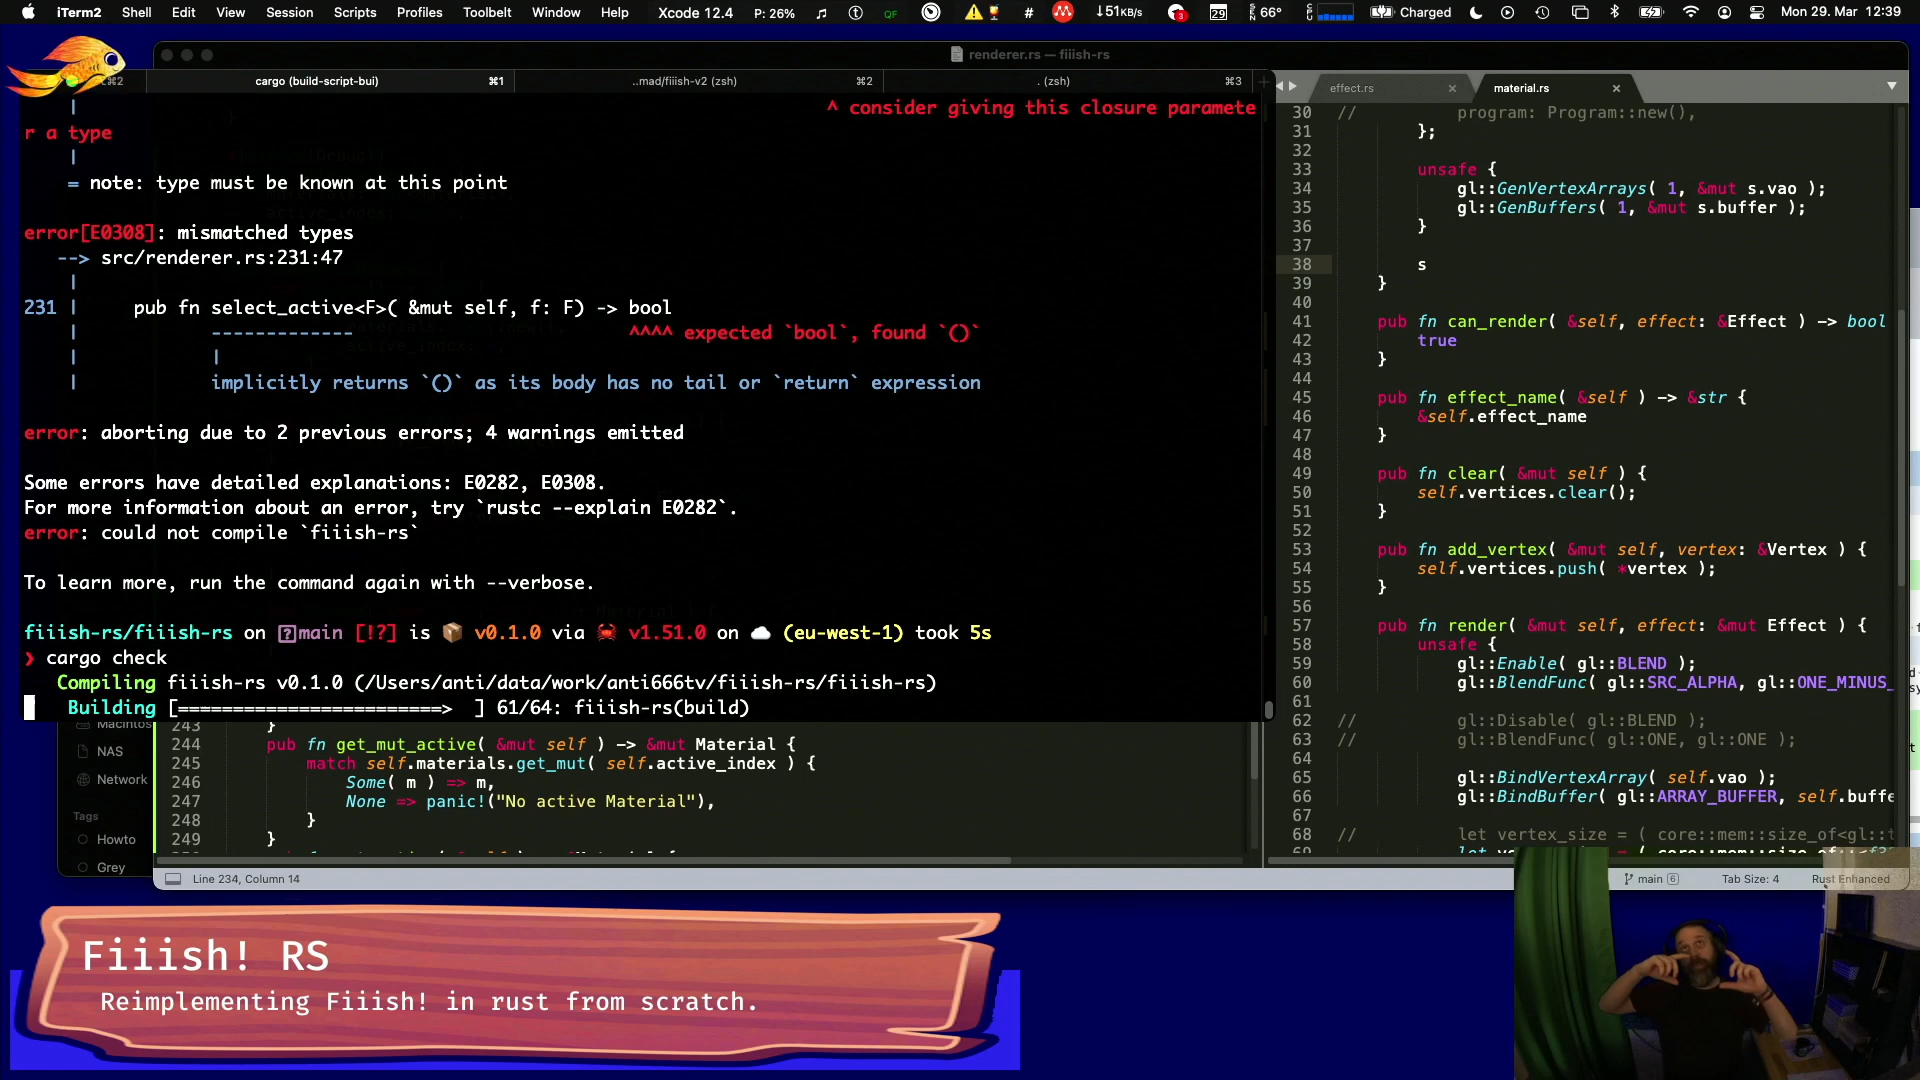 iTerm2 Shell Edit View Session Scripts Profiles Toolbelt Window Help Xcode 12.4 P: 26% QF # 3 ↓51KB/s 29 66° Charged Mon 29. Mar 12:39
renderer.rs — fiiish-rs
⌘2 cargo (build-script-bui) ⌘1 ..mad/fiiish-v2 (zsh) ⌘2 . (zsh) ⌘3
^ consider giving this closure paramete
r a type
|
= note: type must be known at this point
error[E0308]: mismatched types
--> src/renderer.rs:231:47
|
231 | pub fn select_active<F>( &mut self, f: F) -> bool
| ------------- ^^^^ expected `bool`, found `()`
| |
| implicitly returns `()` as its body has no tail or `return` expression
error: aborting due to 2 previous errors; 4 warnings emitted
Some errors have detailed explanations: E0282, E0308.
For more information about an error, try `rustc --explain E0282`.
error: could not compile `fiiish-rs`
To learn more, run the command again with --verbose.
fiiish-rs/fiiish-rs on main [!?] is 📦 v0.1.0 via 🦀 v1.51.0 on ☁️ (eu-west-1) took 5s
❯ cargo check
Compiling fiiish-rs v0.1.0 (/Users/anti/data/work/anti666tv/fiiish-rs/fiiish-rs)
Building [========================> ] 61/64: fiiish-rs(build)
Macintos
NAS
Network
Tags
Howto
Grey
243 }
244 pub fn get_mut_active( &mut self ) -> &mut Material {
245 match self.materials.get_mut( self.active_index ) {
246 Some( m ) => m,
247 None => panic!("No active Material"),
248 }
249 }
Line 234, Column 14
effect.rs material.rs
30 // program: Program::new(),
31 };
32
33 unsafe {
34 gl::GenVertexArrays( 1, &mut s.vao );
35 gl::GenBuffers( 1, &mut s.buffer );
36 }
37
38 s
39 }
40
41 pub fn can_render( &self, effect: &Effect ) -> bool
42 true
43 }
44
45 pub fn effect_name( &self ) -> &str {
46 &self.effect_name
47 }
48
49 pub fn clear( &mut self ) {
50 self.vertices.clear();
51 }
52
53 pub fn add_vertex( &mut self, vertex: &Vertex ) {
54 self.vertices.push( *vertex );
55 }
56
57 pub fn render( &mut self, effect: &mut Effect ) {
58 unsafe {
59 gl::Enable( gl::BLEND );
60 gl::BlendFunc( gl::SRC_ALPHA, gl::ONE_MINUS_
61
62 // gl::Disable( gl::BLEND );
63 // gl::BlendFunc( gl::ONE, gl::ONE );
64
65 gl::BindVertexArray( self.vao );
66 gl::BindBuffer( gl::ARRAY_BUFFER, self.buffe
67
68 // let vertex_size = ( core::mem::size_of<gl::t
main 6 Tab Size: 4 Rust Enhanced
Fiiish! RS
Reimplementing Fiiish! in rust from scratch.